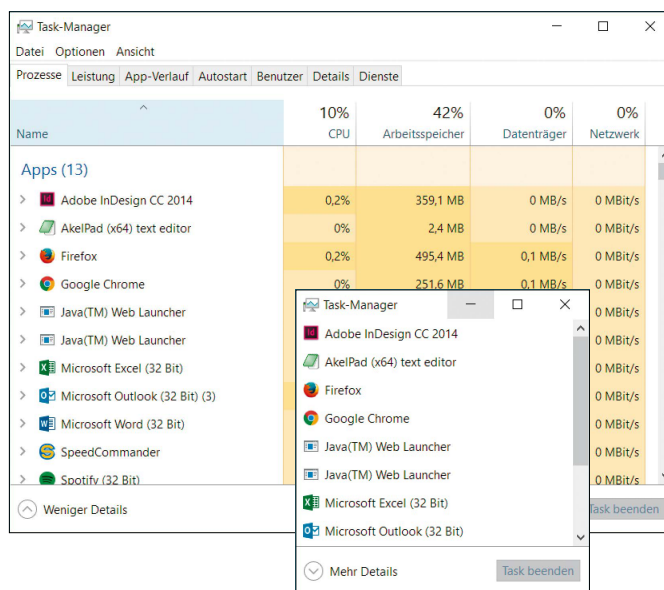 Task-Manager
Datei Optionen Ansicht
Prozesse Leistung App-Verlauf Autostart Benutzer Details Dienste
10% 42% 0% 0%
Name CPU Arbeitsspeicher Datenträger Netzwerk
Apps (13)
Adobe InDesign CC 2014 0,2% 359,1 MB 0 MB/s 0 MBit/s
AkelPad (x64) text editor 0% 2,4 MB 0 MB/s 0 MBit/s
Firefox 0,2% 495,4 MB 0,1 MB/s 0 MBit/s
Google Chrome 0% 251,6 MB 0,1 MB/s 0 MBit/s
Java(TM) Web Launcher 0 MBit/s
Java(TM) Web Launcher 0 MBit/s
Microsoft Excel (32 Bit) 0 MBit/s
Microsoft Outlook (32 Bit) (3) 0 MBit/s
Microsoft Word (32 Bit) 0 MBit/s
SpeedCommander 0 MBit/s
Spotify (32 Bit) 0 MBit/s
Weniger Details Task beenden
Task-Manager
Adobe InDesign CC 2014
AkelPad (x64) text editor
Firefox
Google Chrome
Java(TM) Web Launcher
Java(TM) Web Launcher
Microsoft Excel (32 Bit)
Microsoft Outlook (32 Bit)
Mehr Details Task beenden